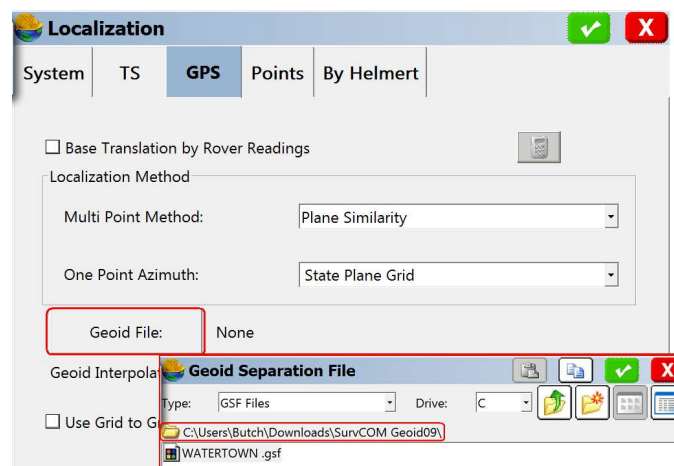 Localization
System TS GPS Points By Helmert
Base Translation by Rover Readings
Localization Method
Multi Point Method: Plane Similarity
One Point Azimuth: State Plane Grid
Geoid File: None
Geoid Separation File
Type: GSF Files Drive: C
C:\Users\Butch\Downloads\SurvCOM Geoid09\
WATERTOWN .gsf
Geoid
Use Grid to